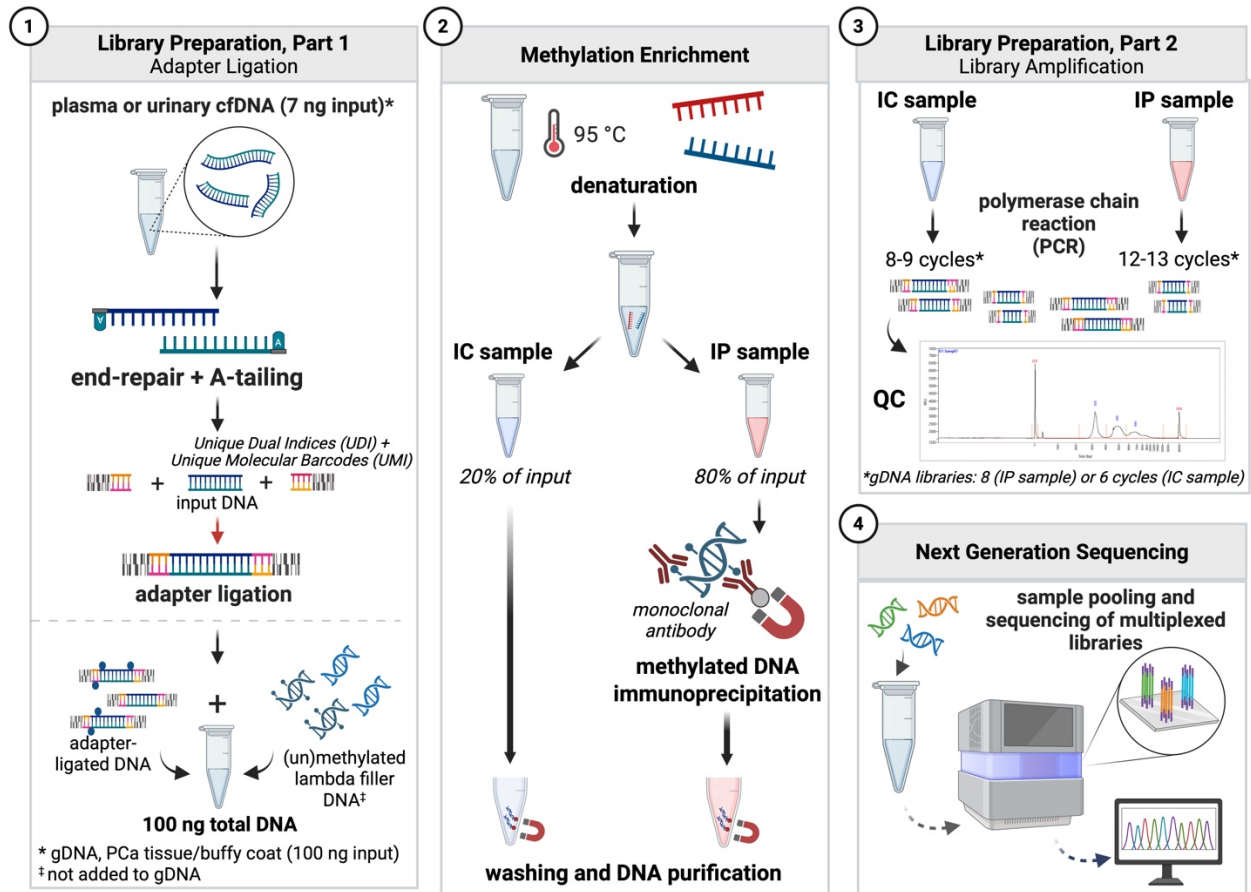 1
Library Preparation, Part 1
Adapter Ligation
plasma or urinary cfDNA (7 ng input)*
A
A
end-repair + A-tailing
Unique Dual Indices (UDI) +
Unique Molecular Barcodes (UMI)
+
+
input DNA
adapter ligation
+
adapter-
ligated DNA
(un)methylated
lambda filler
DNA‡
100 ng total DNA
* gDNA, PCa tissue/buffy coat (100 ng input)
‡ not added to gDNA
2
Methylation Enrichment
95 °C
denaturation
IC sample
IP sample
20% of input
80% of input
monoclonal
antibody
methylated DNA
immunoprecipitation
washing and DNA purification
3
Library Preparation, Part 2
Library Amplification
IC sample
IP sample
polymerase chain
reaction
(PCR)
8-9 cycles*
12-13 cycles*
QC
*gDNA libraries: 8 (IP sample) or 6 cycles (IC sample)
4
Next Generation Sequencing
sample pooling and
sequencing of multiplexed
libraries